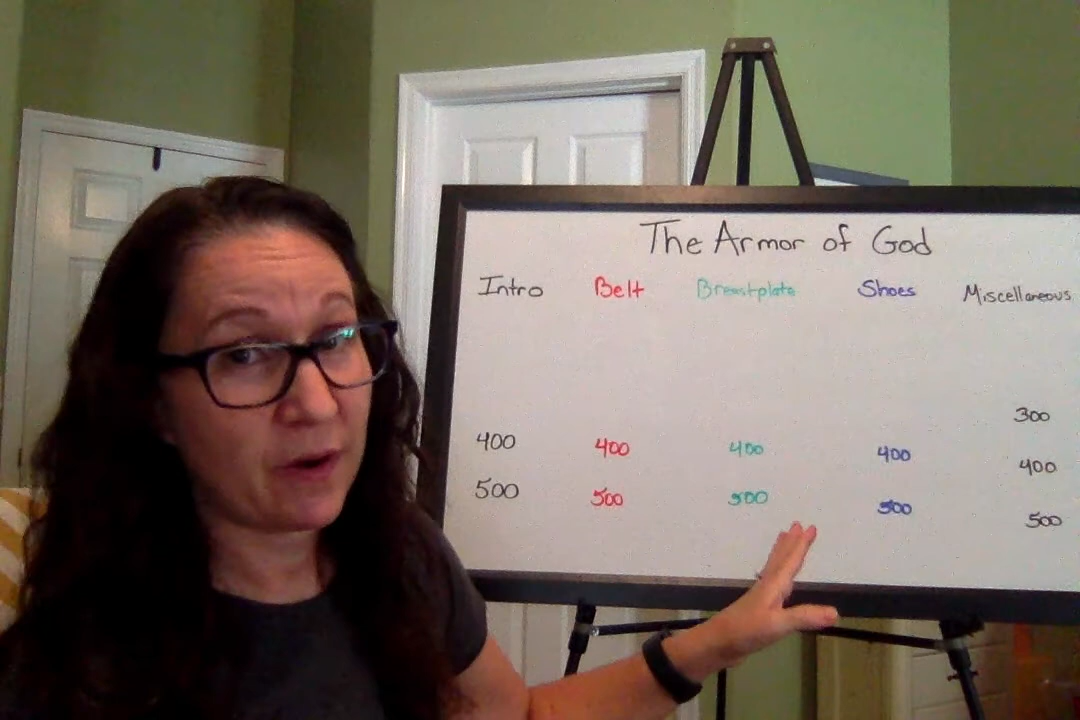 The Armor of God
Intro Belt Breastplate Shoes Miscellaneous
300
400 400 400 400 400
500 500 500 500 500